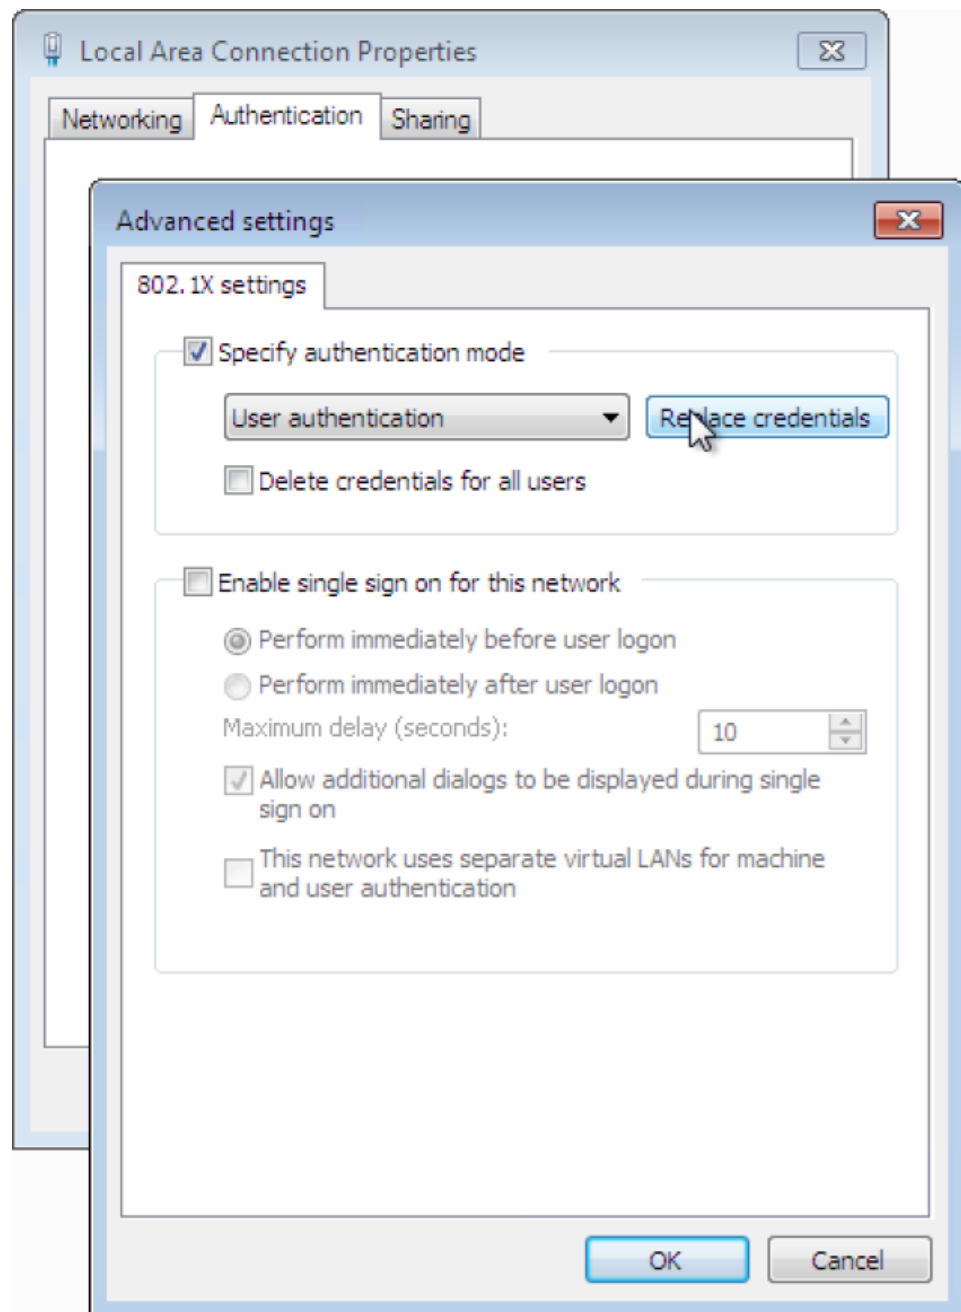 Local Area Connection Properties
Networking Authentication Sharing
Advanced settings
802.1X settings
Specify authentication mode
User authentication Replace credentials
Delete credentials for all users
Enable single sign on for this network
Perform immediately before user logon
Perform immediately after user logon
Maximum delay (seconds): 10
Allow additional dialogs to be displayed during single
sign on
This network uses separate virtual LANs for machine
and user authentication
OK Cancel